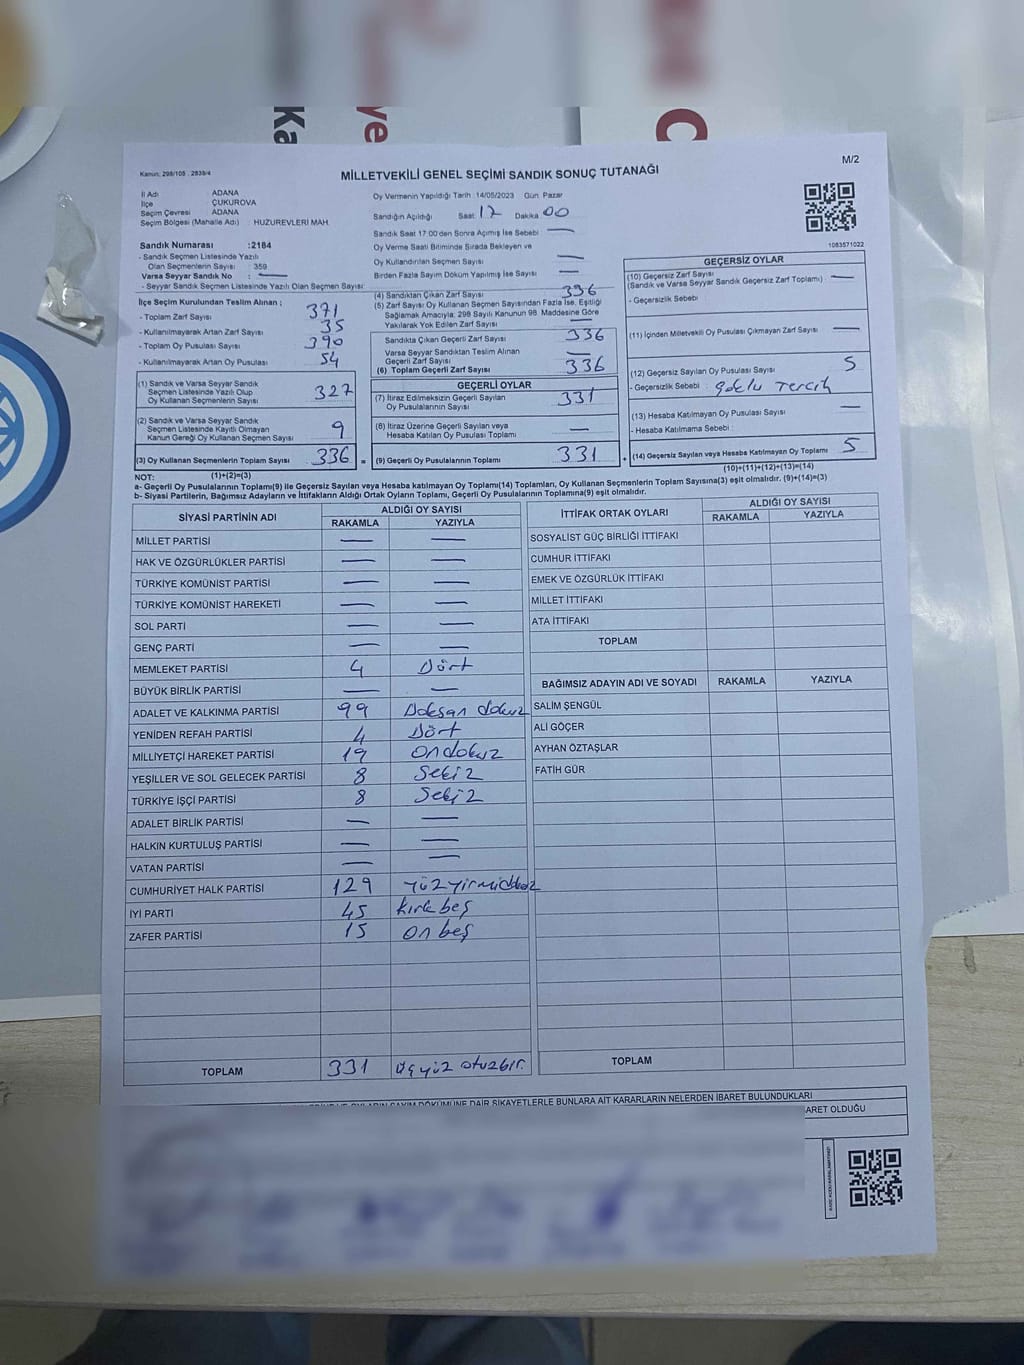 Ka
ve
C
M/2
Kanun: 298/105 , 2839/4
MİLLETVEKİLİ GENEL SEÇİMİ SANDIK SONUÇ TUTANAĞI
İl Adı ADANA
İlçe ÇUKUROVA
Seçim Çevresi ADANA
Seçim Bölgesi (Mahalle Adı) : HUZUREVLERİ MAH.
Sandık Numarası :2184
- Sandık Seçmen Listesinde Yazılı
Olan Seçmenlerin Sayısı : 359
Varsa Seyyar Sandık No : —
- Seyyar Sandık Seçmen Listesinde Yazılı Olan Seçmen Sayısı:
Oy Vermenin Yapıldığı Tarih :14/05/2023 Gün: Pazar
Sandığın Açıldığı Saat: 17 Dakika 00
Sandık Saat 17:00'den Sonra Açımış İse Sebebi —
Oy Verme Saati Bitiminde Sırada Bekleyen ve
Oy Kullandırılan Seçmen Sayısı —
Birden Fazla Sayım Döküm Yapılmış İse Sayısı —
1083571022
İlçe Seçim Kurulundan Teslim Alınan ;
- Toplam Zarf Sayısı 371
- Kullanılmayarak Artan Zarf Sayısı 35
- Toplam Oy Pusulası Sayısı 390
- Kullanılmayarak Artan Oy Pusulası 54
(1) Sandık ve Varsa Seyyar Sandık
Seçmen Listesinde Yazılı Olup
Oy Kullanan Seçmenlerin Sayısı 327
(2) Sandık ve Varsa Seyyar Sandık
Seçmen Listesinde Kayıtlı Olmayan
Kanun Gereği Oy Kullanan Seçmen Sayısı 9
(3) Oy Kullanan Seçmenlerin Toplam Sayısı 336 =
(4) Sandıktan Çıkan Zarf Sayısı 336
(5) Zarf Sayısı Oy Kullanan Seçmen Sayısından Fazla İse, Eşitliği
Sağlamak Amacıyla; 298 Sayılı Kanunun 98. Maddesine Göre
Yakılarak Yok Edilen Zarf Sayısı —
Sandıkta Çıkan Geçerli Zarf Sayısı 336
Varsa Seyyar Sandıktan Teslim Alınan
Geçerli Zarf Sayısı —
(6) Toplam Geçerli Zarf Sayısı 336
GEÇERLİ OYLAR
(7) İtiraz Edilmeksizin Geçerli Sayılan
Oy Pusulalarının Sayısı 331
(8) İtiraz Üzerine Geçerli Sayılan veya
Hesaba Katılan Oy Pusulası Toplamı —
(9) Geçerli Oy Pusulalarının Toplamı 331 +
GEÇERSİZ OYLAR
(10) Geçersiz Zarf Sayısı
(Sandık ve Varsa Seyyar Sandık Geçersiz Zarf Toplamı) —
- Geçersizlik Sebebi :
(11) İçinden Milletvekili Oy Pusulası Çıkmayan Zarf Sayısı —
(12) Geçersiz Sayılan Oy Pusulası Sayısı 5
- Geçersizlik Sebebi : çoklu tercih
(13) Hesaba Katılmayan Oy Pusulası Sayısı —
- Hesaba Katılmama Sebebi :
(14) Geçersiz Sayılan veya Hesaba Katılmayan Oy Toplamı 5
NOT: (1)+(2)=(3) (10)+(11)+(12)+(13)=(14)
a- Geçerli Oy Pusulalarının Toplamı(9) ile Geçersiz Sayılan veya Hesaba katılmayan Oy Toplamı(14) Toplamları, Oy Kullanan Seçmenlerin Toplam Sayısına(3) eşit olmalıdır. (9)+(14)=(3)
b- Siyasi Partilerin, Bağımsız Adayların ve İttifakların Aldığı Ortak Oyların Toplamı, Geçerli Oy Pusulalarının Toplamına(9) eşit olmalıdır.
SİYASİ PARTİNİN ADI ALDIĞI OY SAYISI
RAKAMLA YAZIYLA
MİLLET PARTİSİ — —
HAK VE ÖZGÜRLÜKLER PARTİSİ — —
TÜRKİYE KOMÜNİST PARTİSİ — —
TÜRKİYE KOMÜNİST HAREKETİ — —
SOL PARTİ — —
GENÇ PARTİ — —
MEMLEKET PARTİSİ 4 Dört
BÜYÜK BİRLİK PARTİSİ — —
ADALET VE KALKINMA PARTİSİ 99 Doksan dokuz
YENİDEN REFAH PARTİSİ 4 Dört
MİLLİYETÇİ HAREKET PARTİSİ 19 on dokuz
YEŞİLLER VE SOL GELECEK PARTİSİ 8 Sekiz
TÜRKİYE İŞÇİ PARTİSİ 8 Sekiz
ADALET BİRLİK PARTİSİ — —
HALKIN KURTULUŞ PARTİSİ — —
VATAN PARTİSİ — —
CUMHURİYET HALK PARTİSİ 129 yüz yirmi dokuz
İYİ PARTİ 45 kırk beş
ZAFER PARTİSİ 15 on beş
TOPLAM 331 üçyüz otuzbir.
İTTİFAK ORTAK OYLARI ALDIĞI OY SAYISI
RAKAMLA YAZIYLA
SOSYALİST GÜÇ BİRLİĞİ İTTİFAKI
CUMHUR İTTİFAKI
EMEK VE ÖZGÜRLÜK İTTİFAKI
MİLLET İTTİFAKI
ATA İTTİFAKI
TOPLAM
BAĞIMSIZ ADAYIN ADI VE SOYADI RAKAMLA YAZIYLA
SALİM ŞENGÜL
ALİ GÖÇER
AYHAN ÖZTAŞLAR
FATİH GÜR
TOPLAM
OYLARIN SAYIM DÖKÜMÜNE DAİR ŞİKAYETLERLE BUNLARA AİT KARARLARIN NELERDEN İBARET BULUNDUKLARI
ARET OLDUĞU